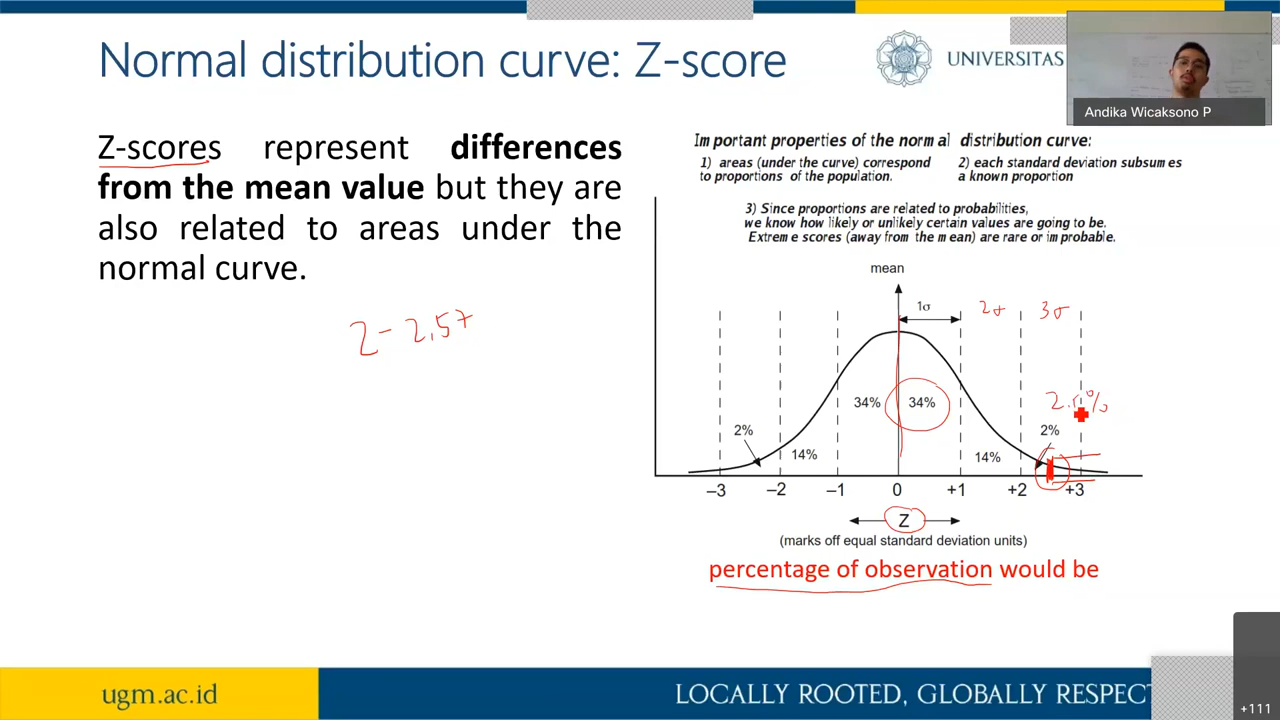 Normal distribution curve: Z-score
UNIVERSITAS
Andika Wicaksono P
Z-scores represent differences
from the mean value but they are
also related to areas under the
normal curve.
Z - 2,57
Important properties of the normal distribution curve:
1) areas (under the curve) correspond
to proportions of the population.
2) each standard deviation subsumes
a known proportion
3) Since proportions are related to probabilities,
we know how likely or unlikely certain values are going to be.
Extreme scores (away from the mean) are rare or improbable.
mean
1σ 2σ 3σ
34% 34%
2% 2%
14% 14%
–3 –2 –1 0 +1 +2 +3
Z
(marks off equal standard deviation units)
percentage of observation would be
ugm.ac.id
LOCALLY ROOTED, GLOBALLY RESPECT
+111